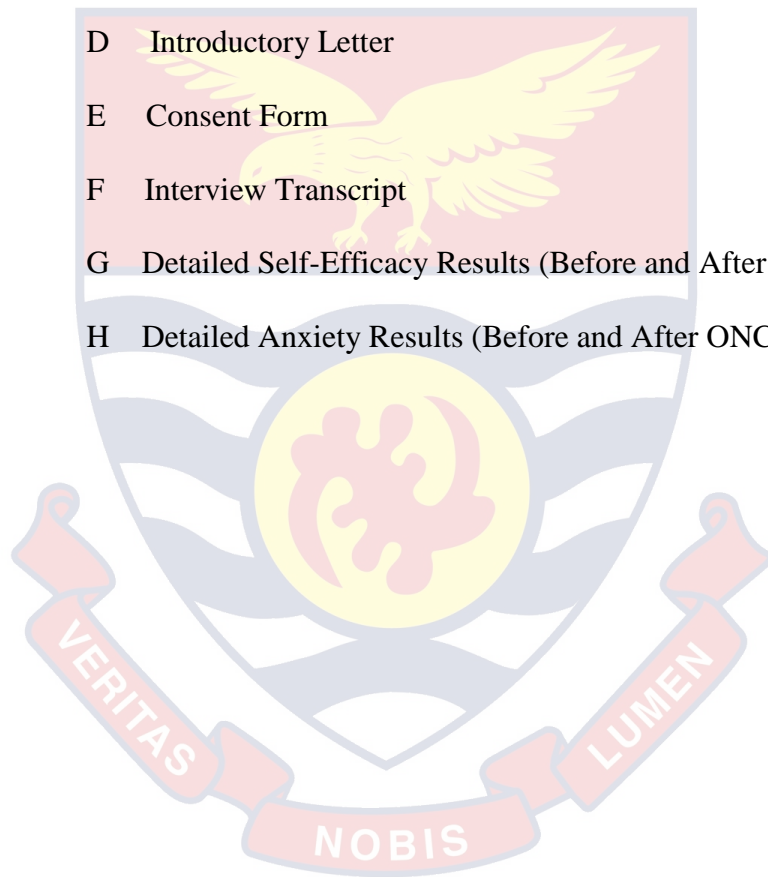 D Introductory Letter
E Consent Form
F Interview Transcript
G Detailed Self-Efficacy Results (Before and After
H Detailed Anxiety Results (Before and After
VERITAS
NOBIS
LUMEN